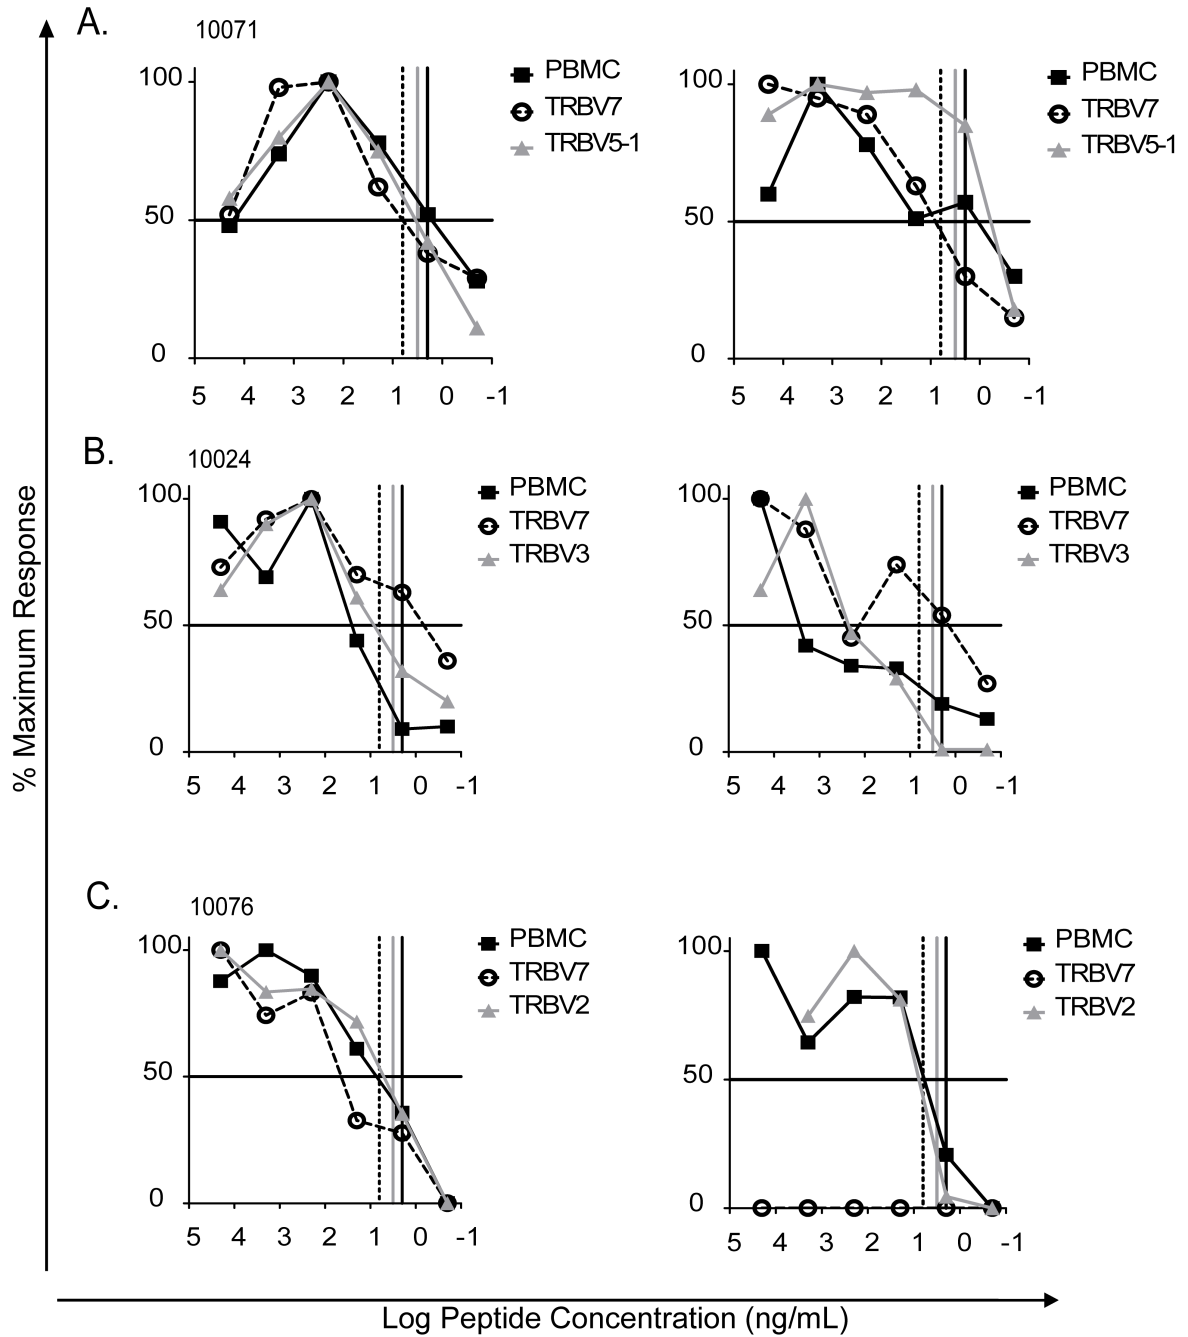 A.
10071
PBMC
TRBV7
TRBV5-1
100
50
0
5 4 3 2 1 0 -1
PBMC
TRBV7
TRBV5-1
100
50
0
5 4 3 2 1 0 -1
B.
10024
PBMC
TRBV7
TRBV3
100
50
0
5 4 3 2 1 0 -1
PBMC
TRBV7
TRBV3
100
50
0
5 4 3 2 1 0 -1
C.
10076
PBMC
TRBV7
TRBV2
100
50
0
5 4 3 2 1 0 -1
PBMC
TRBV7
TRBV2
100
50
0
5 4 3 2 1 0 -1
% Maximum Response
Log Peptide Concentration (ng/mL)